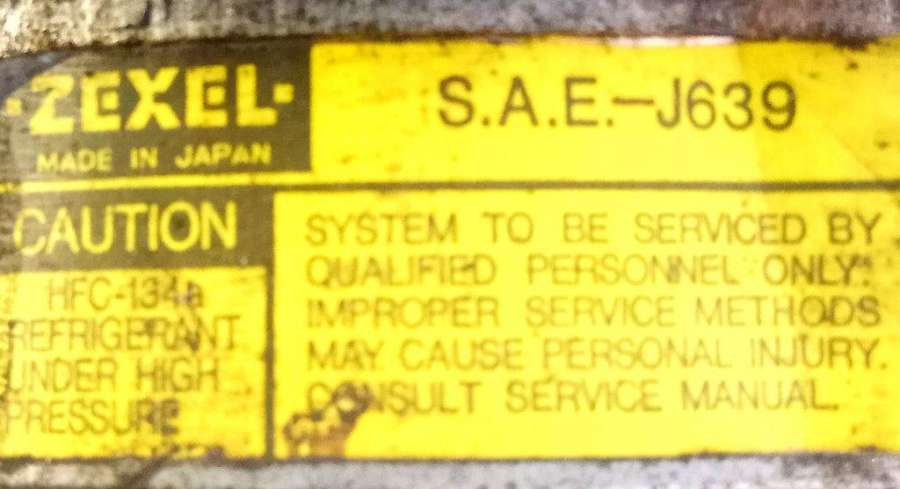 ·ZEXEL·
MADE IN JAPAN
S.A.E.-J639
CAUTION
HFC-134a
REFRIGERANT
UNDER HIGH
PRESSURE
SYSTEM TO BE SERVICED BY
QUALIFIED PERSONNEL ONLY.
IMPROPER SERVICE METHODS
MAY CAUSE PERSONAL INJURY.
CONSULT SERVICE MANUAL.